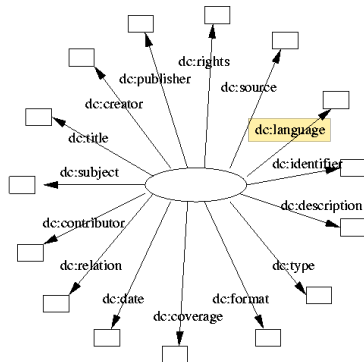 dc:rights
dc:publisher
dc:source
dc:creator
dc:language
dc:title
dc:identifier
dc:subject
dc:description
dc:contributor
dc:relation
dc:type
dc:date
dc:format
dc:coverage